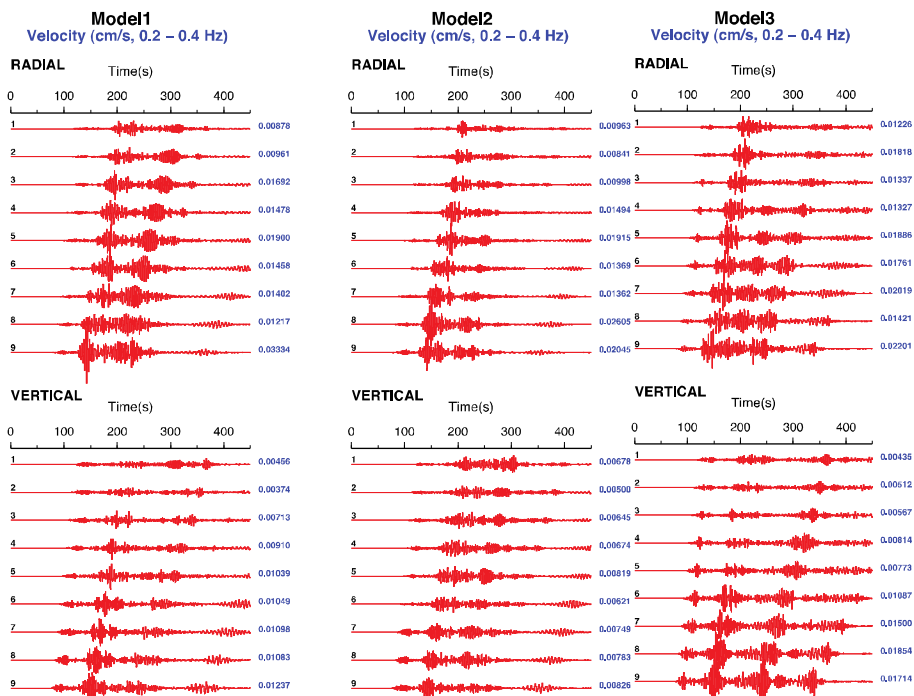 Model1
Velocity (cm/s, 0.2 – 0.4 Hz)
RADIAL
Time(s)
0 100 200 300 400
1 0.00878
2 0.00961
3 0.01692
4 0.01478
5 0.01900
6 0.01458
7 0.01402
8 0.01217
9 0.03334
VERTICAL
Time(s)
0 100 200 300 400
1 0.00456
2 0.00374
3 0.00713
4 0.00910
5 0.01039
6 0.01049
7 0.01098
8 0.01083
9 0.01237
Model2
Velocity (cm/s, 0.2 – 0.4 Hz)
RADIAL
Time(s)
0 100 200 300 400
1 0.00963
2 0.00841
3 0.00998
4 0.01494
5 0.01915
6 0.01369
7 0.01362
8 0.02605
9 0.02045
VERTICAL
Time(s)
0 100 200 300 400
1 0.00678
2 0.00500
3 0.00645
4 0.00674
5 0.00819
6 0.00621
7 0.00749
8 0.00783
9 0.00826
Model3
Velocity (cm/s, 0.2 – 0.4 Hz)
RADIAL
Time(s)
0 100 200 300 400
1 0.01226
2 0.01818
3 0.01337
4 0.01327
5 0.01886
6 0.01761
7 0.02019
8 0.01421
9 0.02201
VERTICAL
Time(s)
0 100 200 300 400
1 0.00435
2 0.00512
3 0.00567
4 0.00814
5 0.00773
6 0.01087
7 0.01500
8 0.01854
9 0.01714